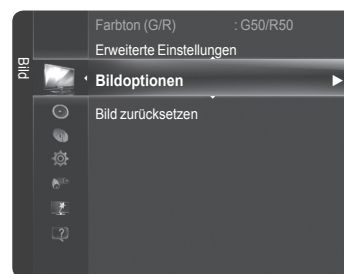 Farbton (G/R) : G50/R50
Erweiterte Einstellungen
Bild
Bildoptionen
Bild zurücksetzen